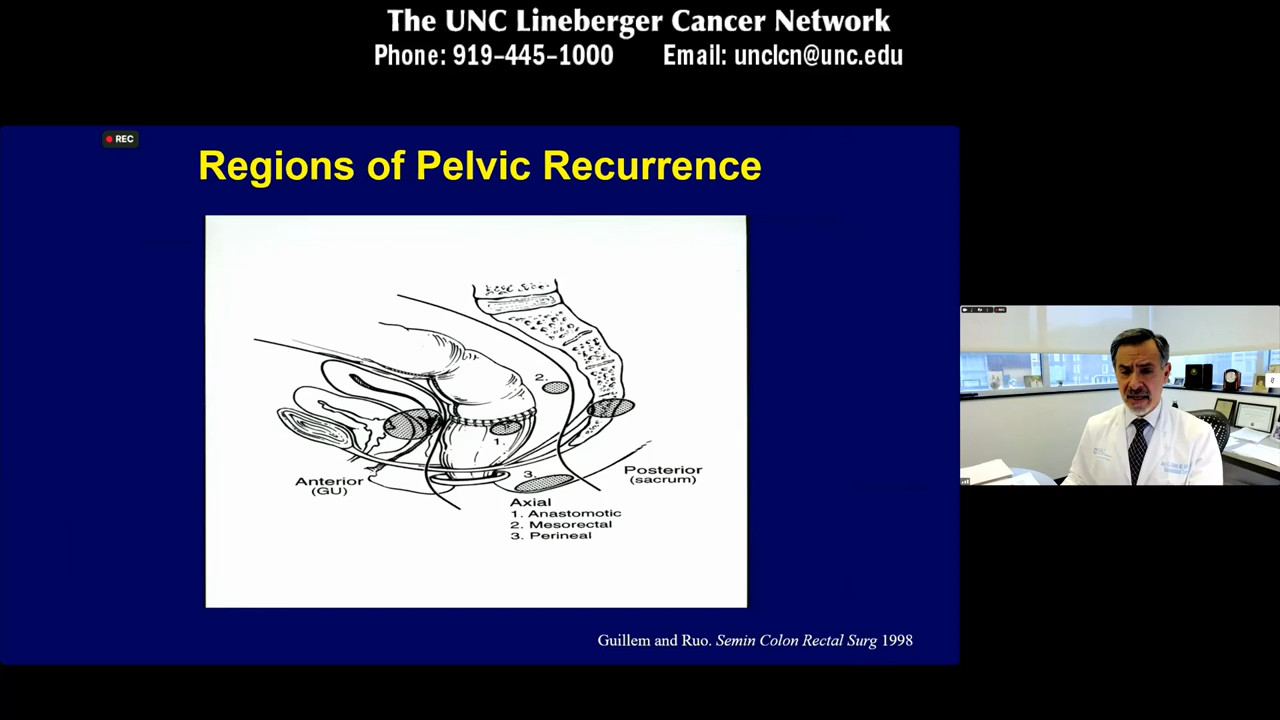 The UNC Lineberger Cancer Network
Phone: 919-445-1000 Email: unclcn@unc.edu
REC
Regions of Pelvic Recurrence
2.
1.
3.
Anterior
(GU)
Posterior
(sacrum)
Axial
1. Anastomotic
2. Mesorectal
3. Perineal
Guillem and Ruo. Semin Colon Rectal Surg 1998